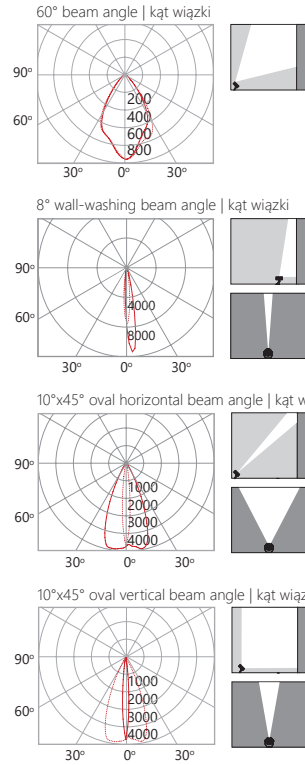 60° beam angle | kąt wiązki
90°
60°
200
400
600
800
30° 0° 30°
8° wall-washing beam angle | kąt wiązki
90°
60°
4000
8000
30° 0° 30°
10°x45° oval horizontal beam angle | kąt w
90°
60°
1000
2000
3000
4000
30° 0° 30°
10°x45° oval vertical beam angle | kąt wiąz
90°
60°
1000
2000
3000
4000
30° 0° 30°